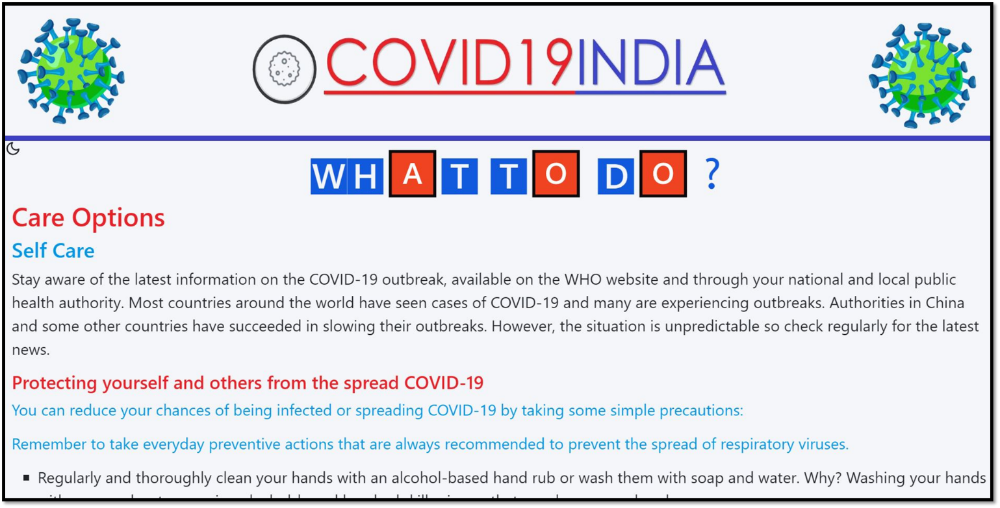 COVID19INDIA
WHAT TO DO ?
Care Options
Self Care
Stay aware of the latest information on the COVID-19 outbreak, available on the WHO website and through your national and local public
health authority. Most countries around the world have seen cases of COVID-19 and many are experiencing outbreaks. Authorities in China
and some other countries have succeeded in slowing their outbreaks. However, the situation is unpredictable so check regularly for the latest
news.
Protecting yourself and others from the spread COVID-19
You can reduce your chances of being infected or spreading COVID-19 by taking some simple precautions:
Remember to take everyday preventive actions that are always recommended to prevent the spread of respiratory viruses.
Regularly and thoroughly clean your hands with an alcohol-based hand rub or wash them with soap and water. Why? Washing your hands